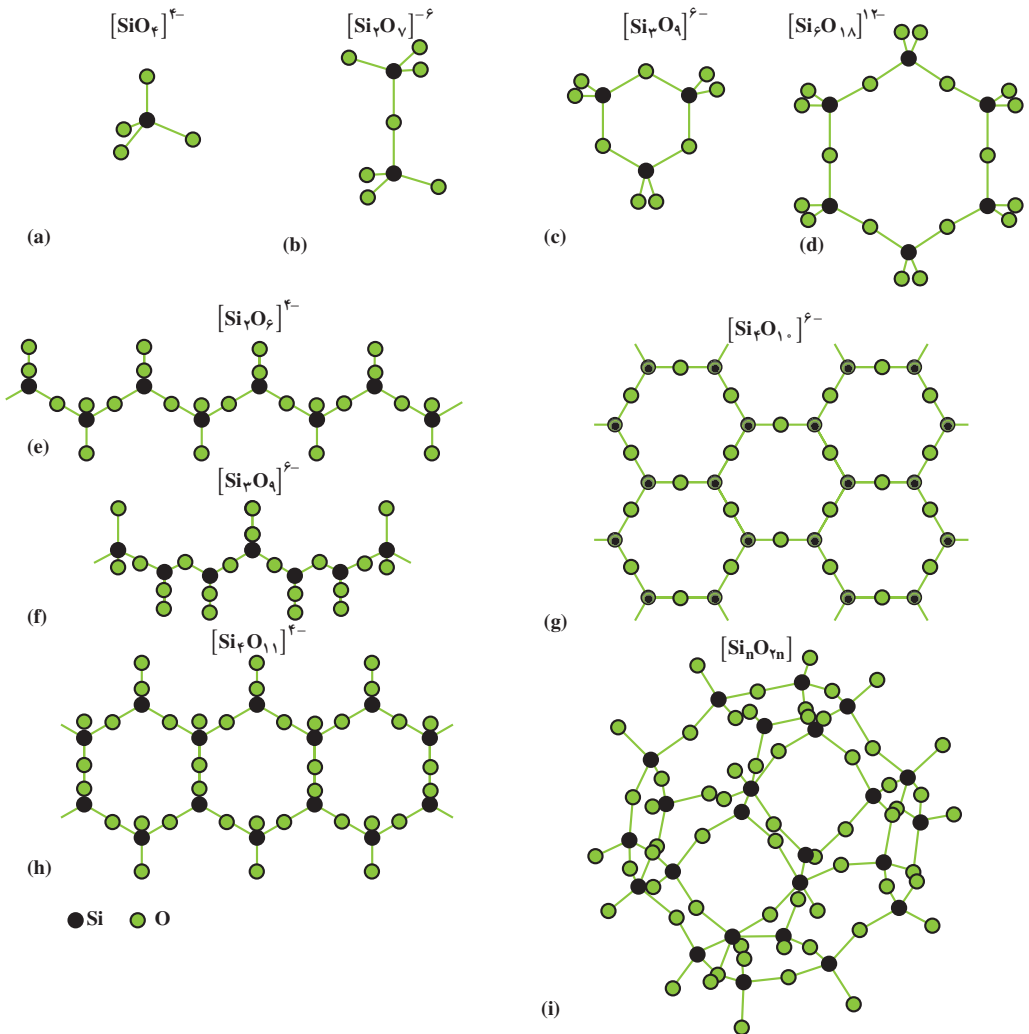 [SiO۴]۴−
[Si۲O۷]−۶
[Si۳O۹]۶−
[Si۶O۱۸]۱۲−
(a)
(b)
(c)
(d)
[Si۲O۶]۴−
(e)
[Si۳O۹]۶−
(f)
[Si۴O۱۰]۶−
(g)
[Si۴O۱۱]۴−
(h)
Si O
[SinO۲n]
(i)